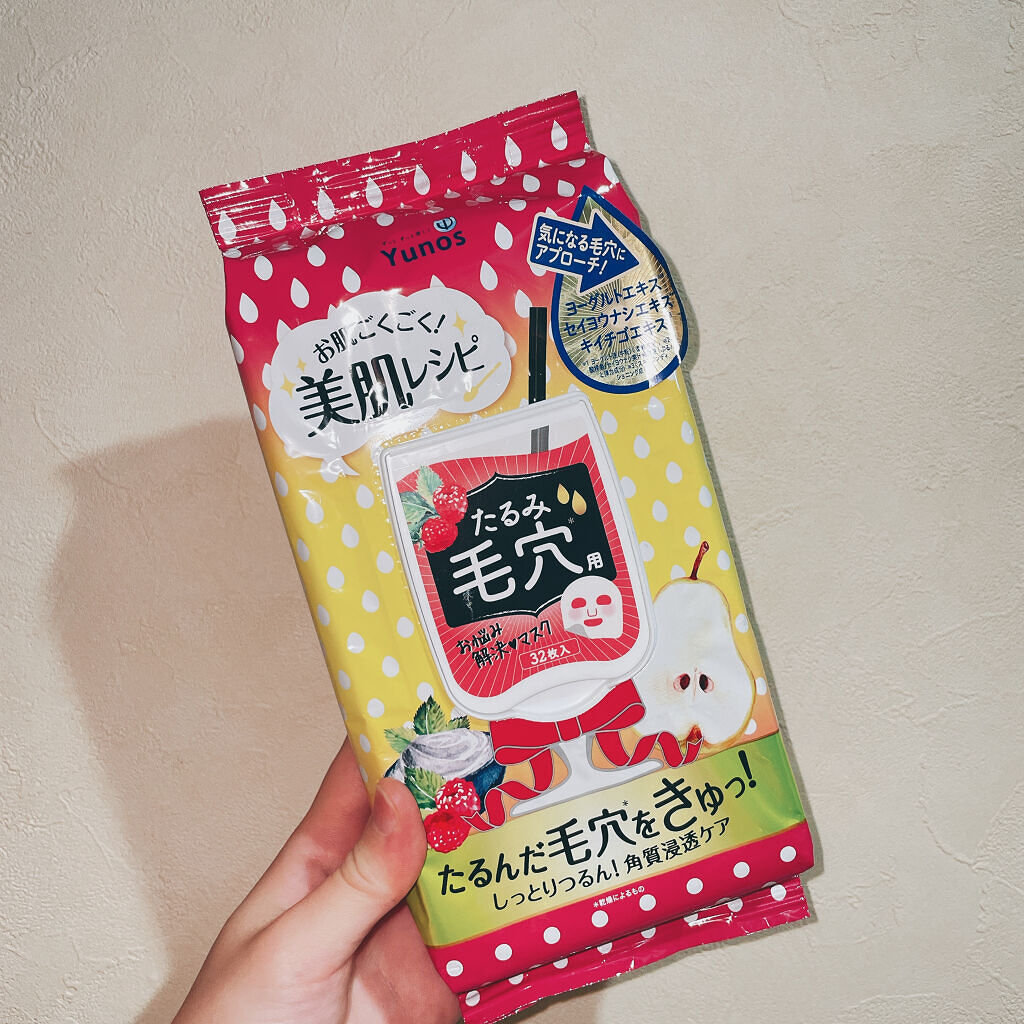 Yunos
気になる毛穴に
アプローチ!
ヨーグルトエキス
セイヨウナシエキス
キイチゴエキス
お肌ごくごく!
美肌レシピ
たるみ
毛穴*用
お悩み
解決♥マスク
32枚入
たるんだ毛穴*をきゅっ!
しっとりつるん!角質浸透ケア
*乾燥によるもの